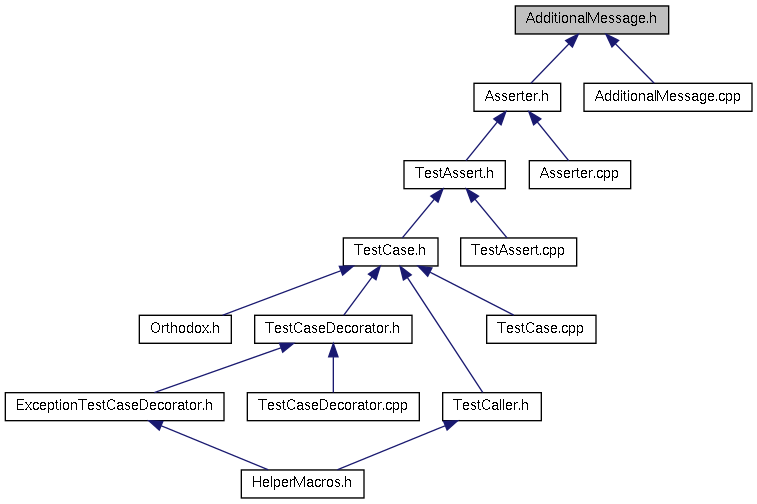 AdditionalMessage.h
Asserter.h
AdditionalMessage.cpp
TestAssert.h
Asserter.cpp
TestCase.h
TestAssert.cpp
Orthodox.h
TestCaseDecorator.h
TestCase.cpp
ExceptionTestCaseDecorator.h
TestCaseDecorator.cpp
TestCaller.h
HelperMacros.h